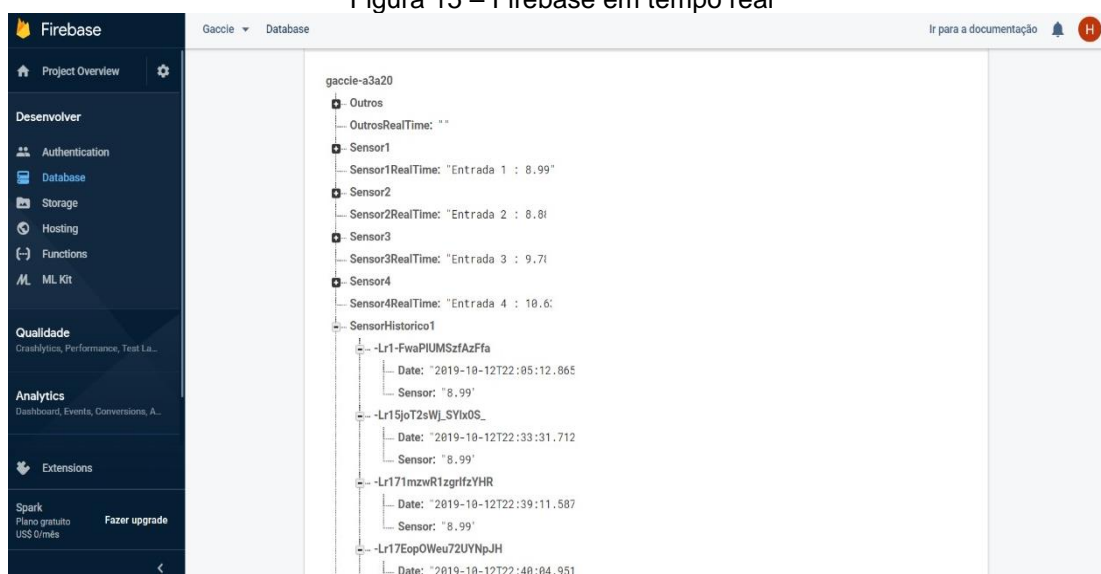 Figura 15 – Firebase em tempo real
Firebase
Gaccie Database
Ir para a documentação
H
Project Overview
Desenvolver
Authentication
Database
Storage
Hosting
Functions
ML Kit
Qualidade
Crashlytics, Performance, Test La...
Analytics
Dashboard, Events, Conversions, A...
Extensions
Spark
Plano gratuito
US$ 0/mês
Fazer upgrade
gaccie-a3a20
Outros
OutrosRealTime: ""
Sensor1
Sensor1RealTime: "Entrada 1 : 8.99"
Sensor2
Sensor2RealTime: "Entrada 2 : 8.8
Sensor3
Sensor3RealTime: "Entrada 3 : 9.7
Sensor4
Sensor4RealTime: "Entrada 4 : 10.6
SensorHistorico1
-Lr1-FwaPIUMSzfAzFfa
Date: "2019-10-12T22:05:12.865
Sensor: "8.99"
-Lr15joT2sWj_SYlx0S_
Date: "2019-10-12T22:33:31.712
Sensor: "8.99"
-Lr171mzwR1zgrIfzYHR
Date: "2019-10-12T22:39:11.587
Sensor: "8.99"
-Lr17EopOWeu72UYNpJH
Date: "2019-10-12T22:40:04.951